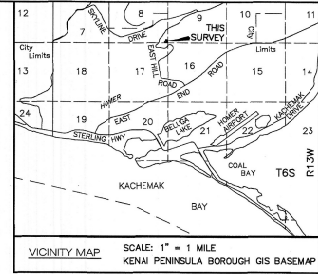 12
8
9
10
11
SKYLINE
7
DRIVE
THIS
SURVEY
City
City
Limits
Limits
13
18
17
EAST HILL
ROAD
16
15
14
ROAD
END
24
HOMER
EAST
19
20
BELUGA
LAKE
21
HOMER
AIRPORT
22
KACHEMAK
DRIVE
23
STERLING HWY
COAL
BAY
T6S
R13W
KACHEMAK
BAY
VICINITY MAP
SCALE: 1" = 1 MILE
KENAI PENINSULA BOROUGH GIS BASEMAP